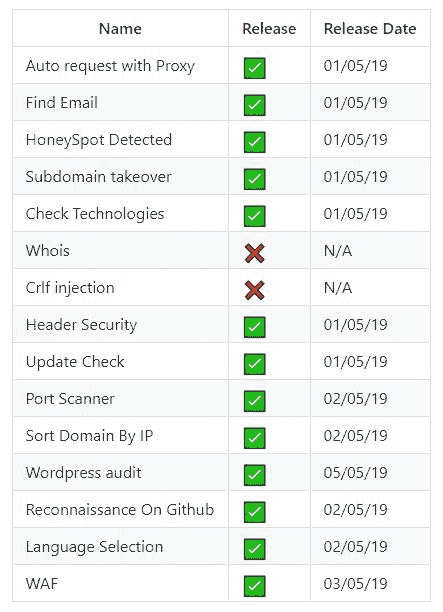 Name Release Release Date
Auto request with Proxy ✅ 01/05/19
Find Email ✅ 01/05/19
HoneySpot Detected ✅ 01/05/19
Subdomain takeover ✅ 01/05/19
Check Technologies ✅ 01/05/19
Whois ❌ N/A
Crlf injection ❌ N/A
Header Security ✅ 01/05/19
Update Check ✅ 01/05/19
Port Scanner ✅ 02/05/19
Sort Domain By IP ✅ 02/05/19
Wordpress audit ✅ 05/05/19
Reconnaissance On Github ✅ 02/05/19
Language Selection ✅ 02/05/19
WAF ✅ 03/05/19